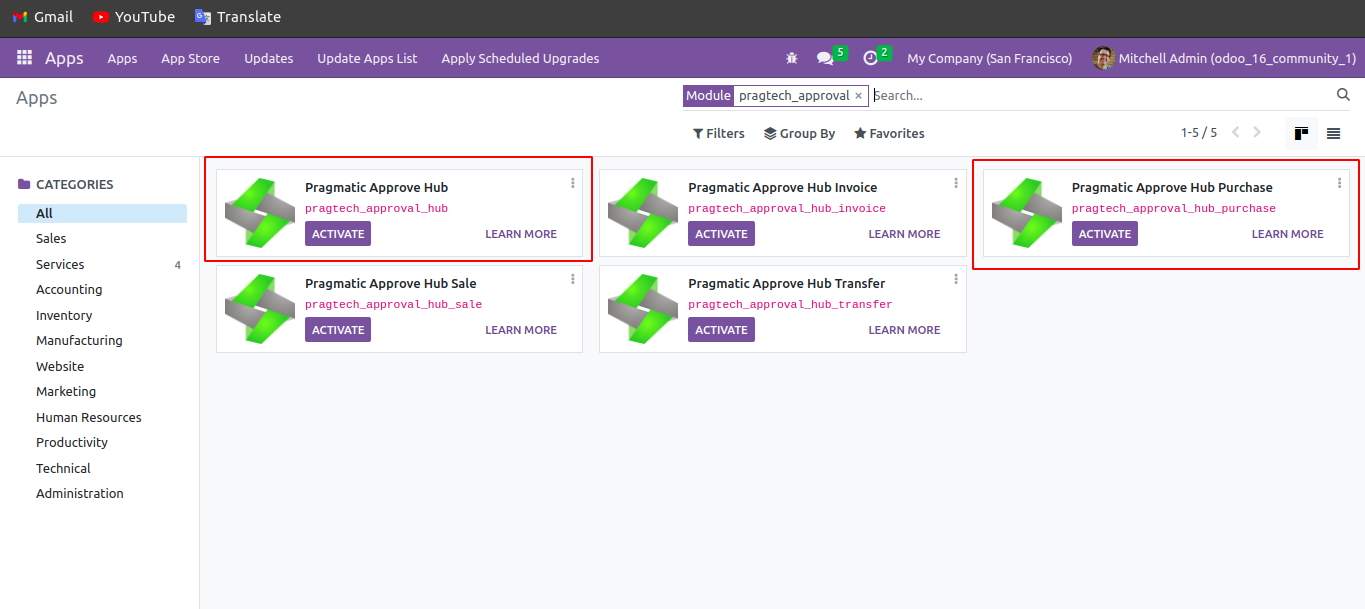 Gmail YouTube Translate
Apps Apps App Store Updates Update Apps List Apply Scheduled Upgrades 5 2 My Company (San Francisco) Mitchell Admin (odoo_16_community_1)
Apps
Module pragtech_approval × Search...
Filters Group By Favorites 1-5 / 5
CATEGORIES
All
Sales
Services 4
Accounting
Inventory
Manufacturing
Website
Marketing
Human Resources
Productivity
Technical
Administration
Pragmatic Approve Hub
pragtech_approval_hub
ACTIVATE LEARN MORE
Pragmatic Approve Hub Invoice
pragtech_approval_hub_invoice
ACTIVATE LEARN MORE
Pragmatic Approve Hub Purchase
pragtech_approval_hub_purchase
ACTIVATE LEARN MORE
Pragmatic Approve Hub Sale
pragtech_approval_hub_sale
ACTIVATE LEARN MORE
Pragmatic Approve Hub Transfer
pragtech_approval_hub_transfer
ACTIVATE LEARN MORE